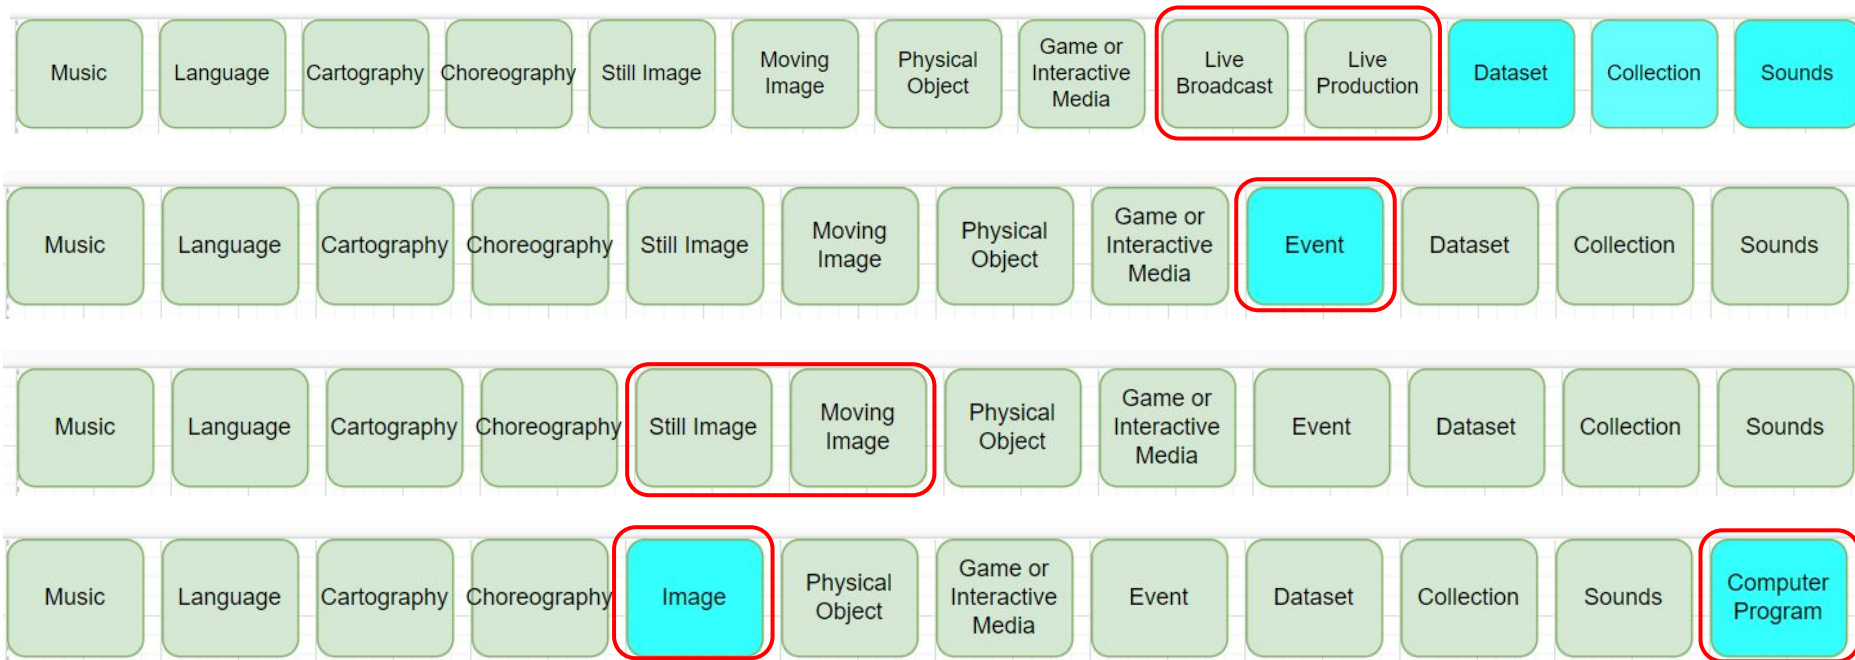 Music Language Cartography Choreography Still Image Moving Image Physical Object Game or Interactive Media Live Broadcast Live Production Dataset Collection Sounds
Music Language Cartography Choreography Still Image Moving Image Physical Object Game or Interactive Media Event Dataset Collection Sounds
Music Language Cartography Choreography Still Image Moving Image Physical Object Game or Interactive Media Event Dataset Collection Sounds
Music Language Cartography Choreography Image Physical Object Game or Interactive Media Event Dataset Collection Sounds Computer Program